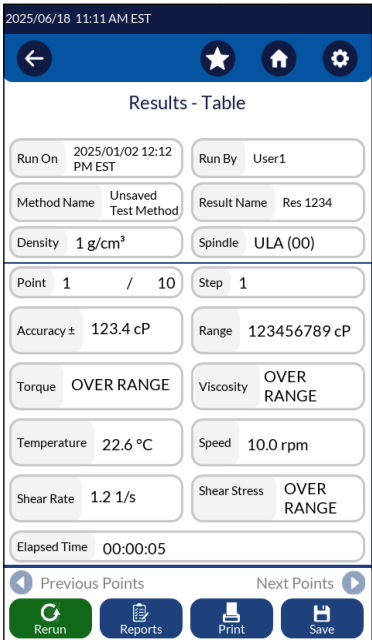 2025/06/18 11:11 AM EST
Results - Table
Run On 2025/01/02 12:12 PM EST
Run By User1
Method Name Unsaved Test Method
Result Name Res 1234
Density 1 g/cm³
Spindle ULA (00)
Point 1 / 10
Step 1
Accuracy ± 123.4 cP
Range 123456789 cP
Torque OVER RANGE
Viscosity OVER RANGE
Temperature 22.6 °C
Speed 10.0 rpm
Shear Rate 1.2 1/s
Shear Stress OVER RANGE
Elapsed Time 00:00:05
Previous Points
Next Points
Rerun
Reports
Print
Save